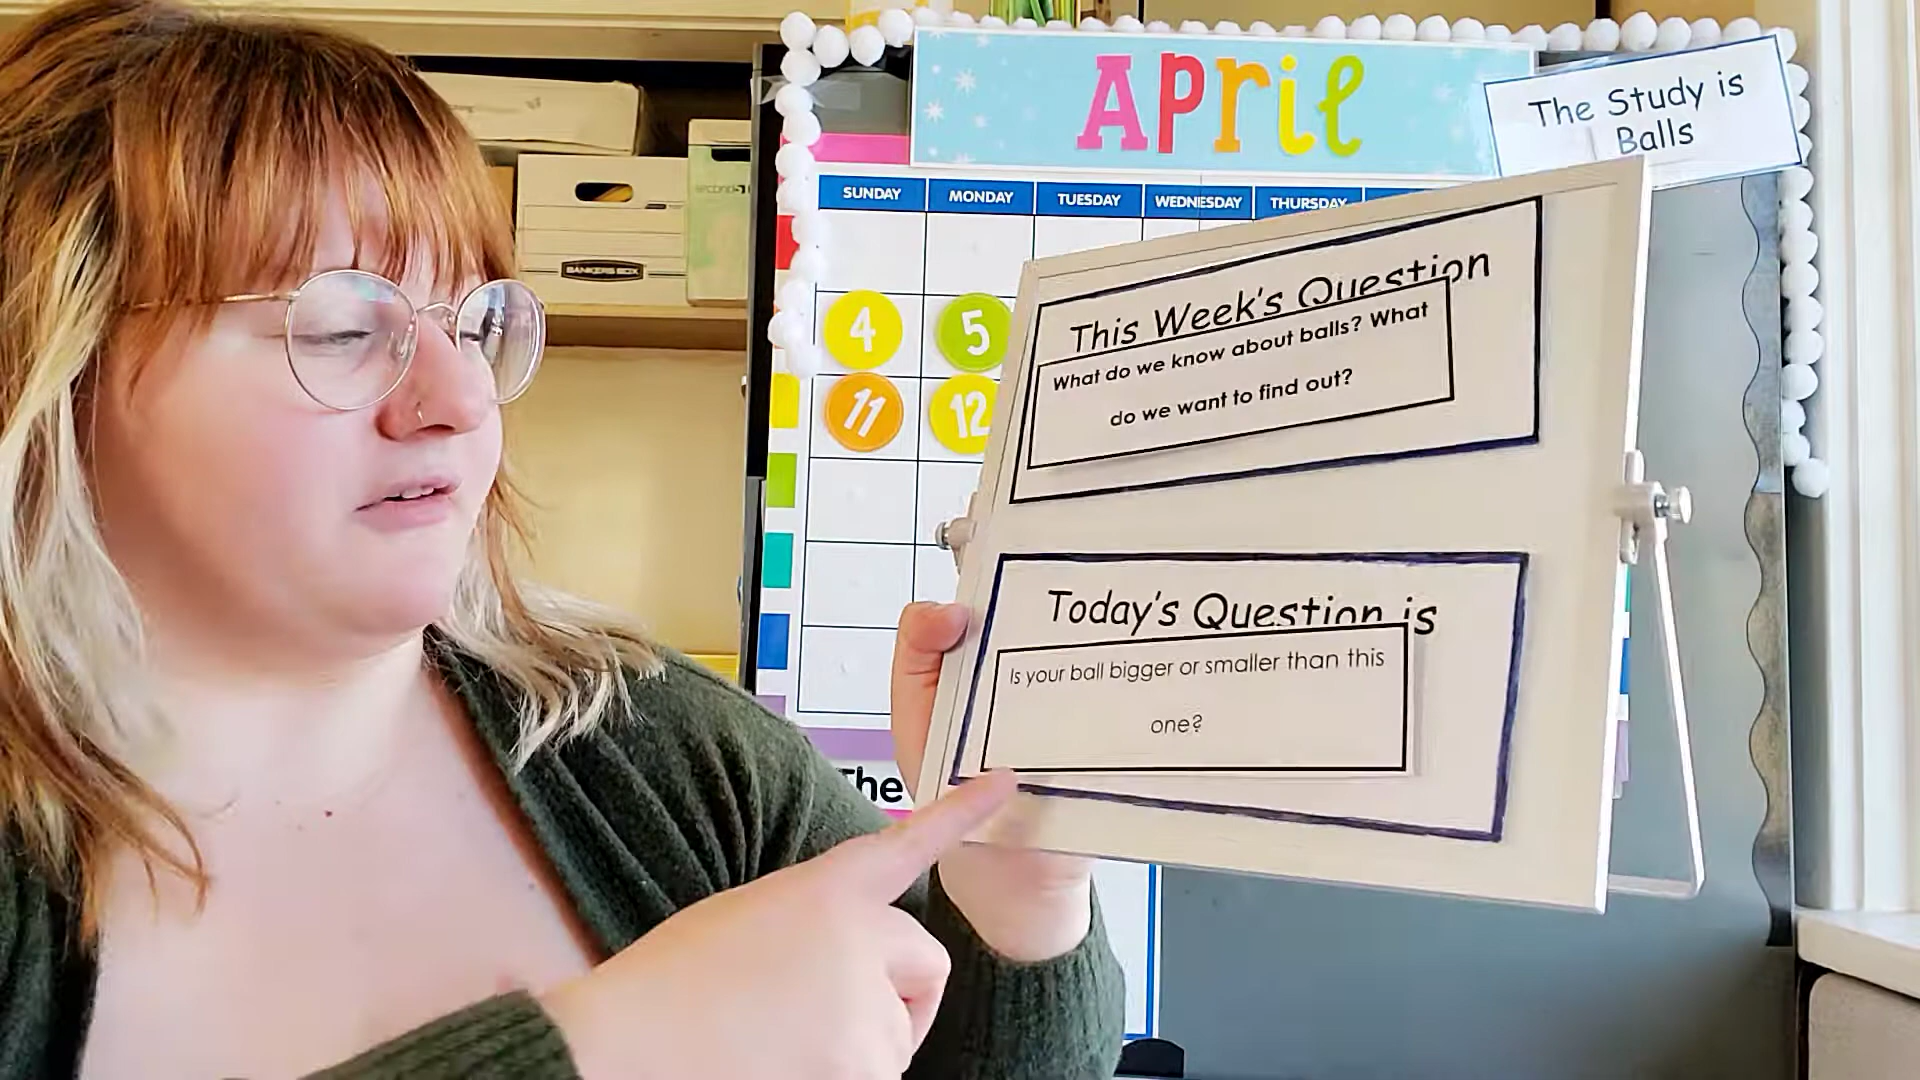 April
The Study is
Balls
SUNDAY MONDAY TUESDAY WEDNESDAY THURSDAY
4 5
11 12
This Week's Question
What do we know about balls? What
do we want to find out?
Today's Question is
Is your ball bigger or smaller than this
one?
The
BANKERS BOX